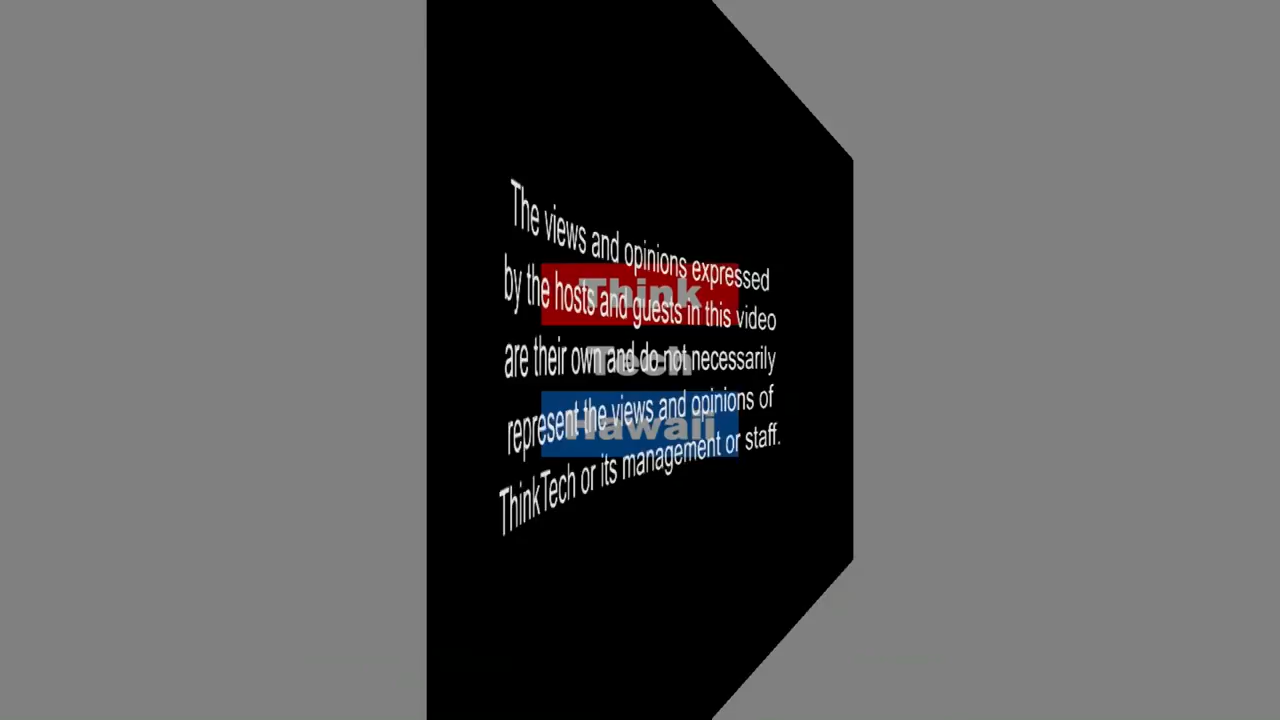 The views and opinions expressed
by the hosts and guests in this video
are their own and do not necessarily
represent the views and opinions of
ThinkTech or its management or staff.
Think
Tech
Hawaii